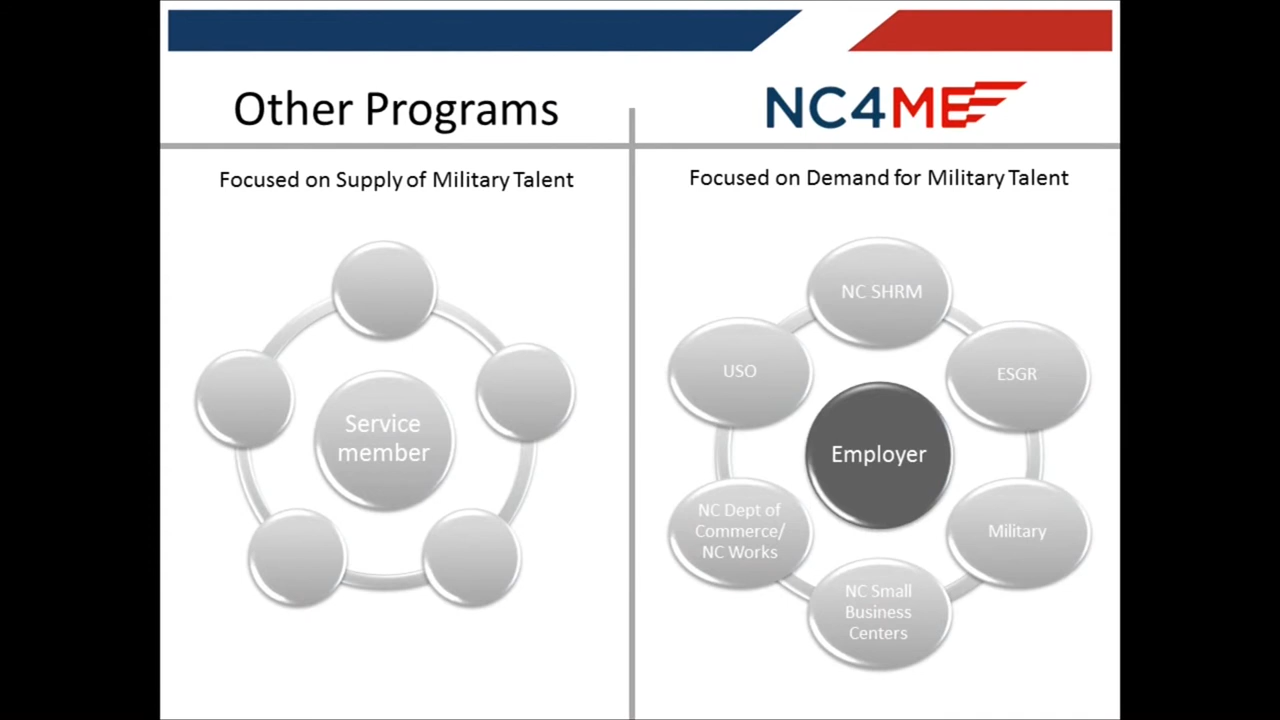 Other Programs
NC4ME
Focused on Supply of Military Talent
Focused on Demand for Military Talent
Service
member
NC SHRM
USO
ESGR
Employer
NC Dept of
Commerce/
NC Works
Military
NC Small
Business
Centers